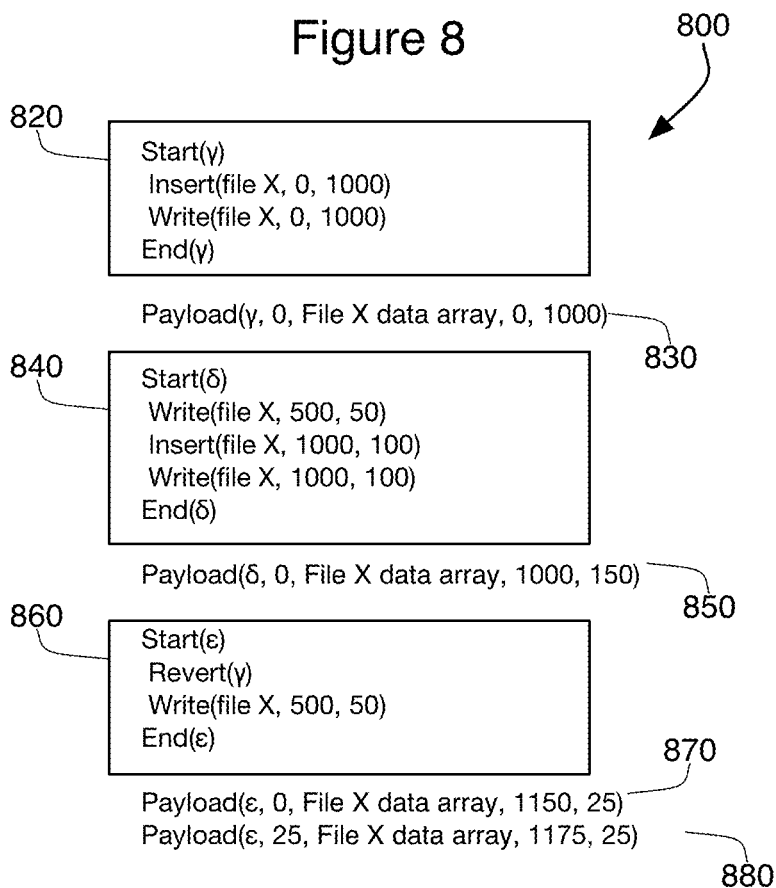 Figure 8
800
820
Start(γ)
Insert(file X, 0, 1000)
Write(file X, 0, 1000)
End(γ)
Payload(γ, 0, File X data array, 0, 1000)
830
840
Start(δ)
Write(file X, 500, 50)
Insert(file X, 1000, 100)
Write(file X, 1000, 100)
End(δ)
Payload(δ, 0, File X data array, 1000, 150)
850
860
Start(ε)
Revert(γ)
Write(file X, 500, 50)
End(ε)
870
Payload(ε, 0, File X data array, 1150, 25)
Payload(ε, 25, File X data array, 1175, 25)
880